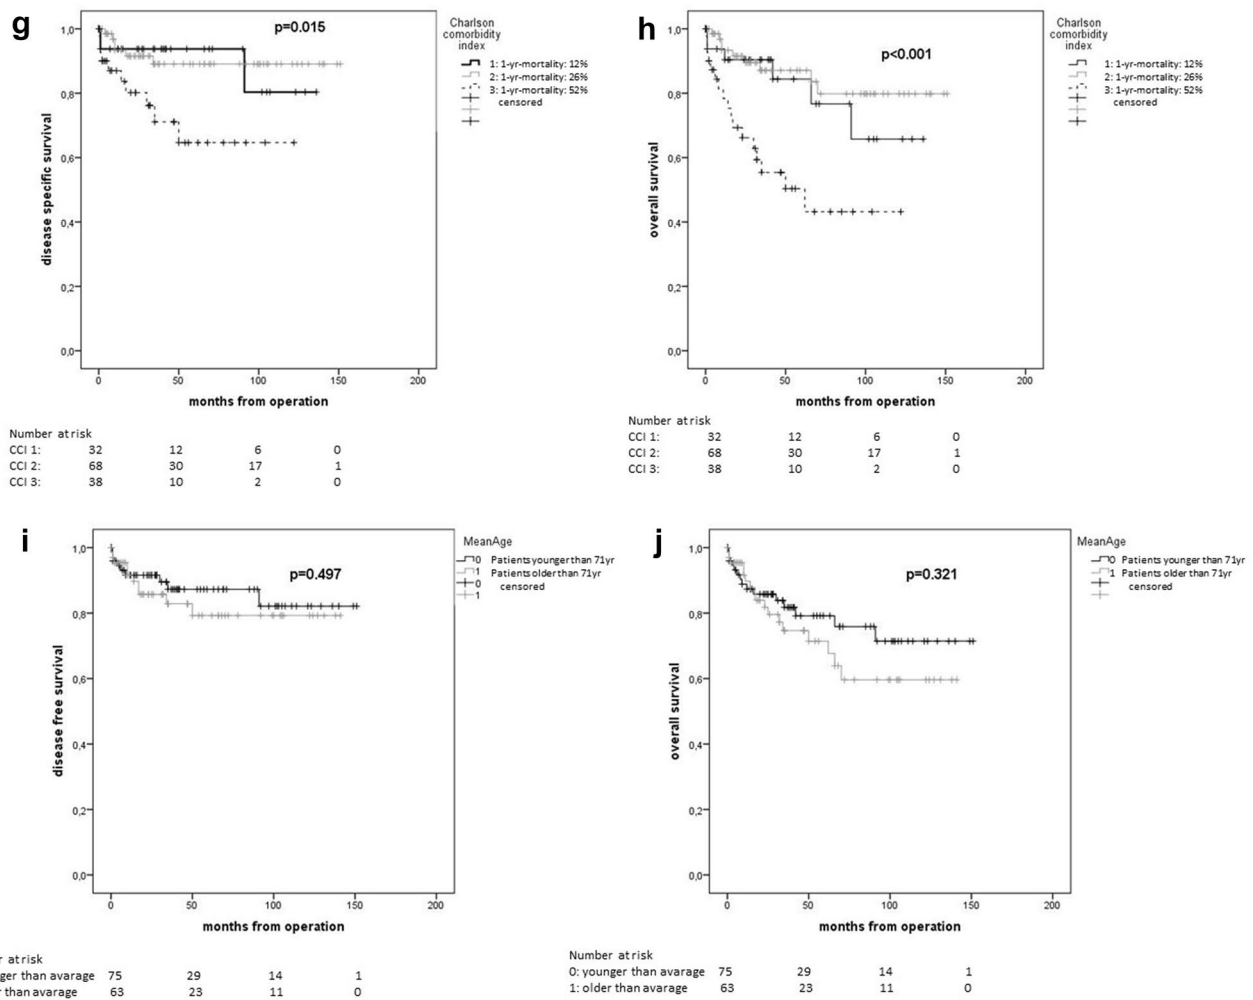 g
p=0.015
Charlson
comorbidity
index
1: 1-yr-mortality: 12%
2: 1-yr-mortality: 26%
3: 1-yr-mortality: 52%
censored
1,0
0,8
0,6
0,4
0,2
0,0
disease specific survival
0 50 100 150 200
months from operation
Number at risk
CCI 1: 32 12 6 0
CCI 2: 68 30 17 1
CCI 3: 38 10 2 0
h
p<0.001
Charlson
comorbidity
index
1: 1-yr-mortality: 12%
2: 1-yr-mortality: 26%
3: 1-yr-mortality: 52%
censored
1,0
0,8
0,6
0,4
0,2
0,0
overall survival
0 50 100 150 200
months from operation
Number at risk
CCI 1: 32 12 6 0
CCI 2: 68 30 17 1
CCI 3: 38 10 2 0
i
p=0.497
MeanAge
0 Patients younger than 71yr
1 Patients older than 71yr
0 censored
1
1,0
0,8
0,6
0,4
0,2
0,0
disease free survival
0 50 100 150 200
months from operation
r at risk
ger than avarage 75 29 14 1
r than avarage 63 23 11 0
j
p=0.321
MeanAge
0 Patients younger than 71yr
1 Patients older than 71yr
censored
1,0
0,8
0,6
0,4
0,2
0,0
overall survival
0 50 100 150 200
months from operation
Number at risk
0: younger than avarage 75 29 14 1
1: older than avarage 63 23 11 0